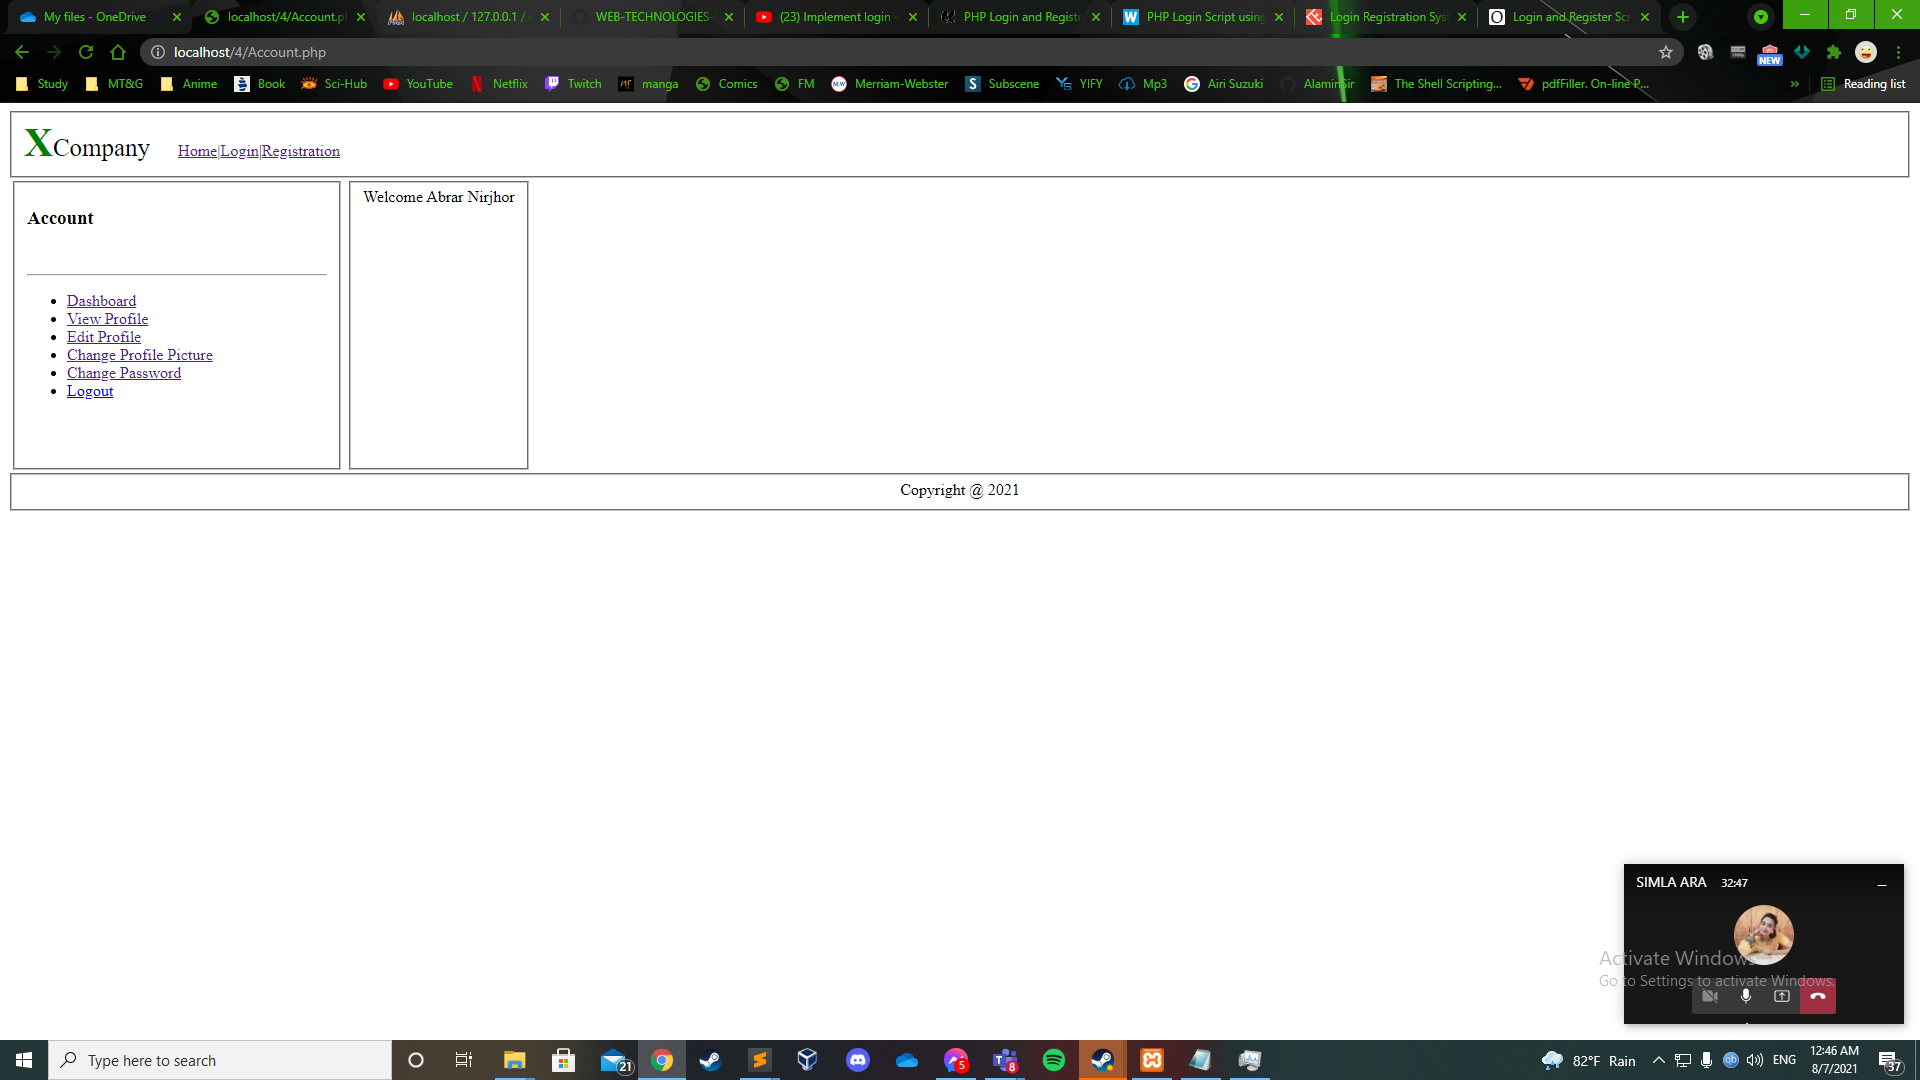 My files - OneDrive
localhost/4/Account.p
localhost / 127.0.0.1 /
WEB-TECHNOLOGIES-
(23) Implement login -
PHP Login and Registr
PHP Login Script using
Login Registration Sys
Login and Register Scr
localhost/4/Account.php
NEW
Study
MT&G
Anime
Book
Sci-Hub
YouTube
Netflix
Twitch
manga
Comics
FM
Merriam-Webster
Subscene
YIFY
Mp3
Airi Suzuki
AlaminSir
The Shell Scripting...
pdfFiller. On-line P...
»
Reading list
XCompany
Home|Login|Registration
Account
Welcome Abrar Nirjhor
Dashboard
View Profile
Edit Profile
Change Profile Picture
Change Password
Logout
Copyright @ 2021
SIMLA ARA 32:47
Activate Windows
Go to Settings to activate Windows.
Type here to search
21
5
8
82°F Rain
ENG
12:46 AM
8/7/2021
37